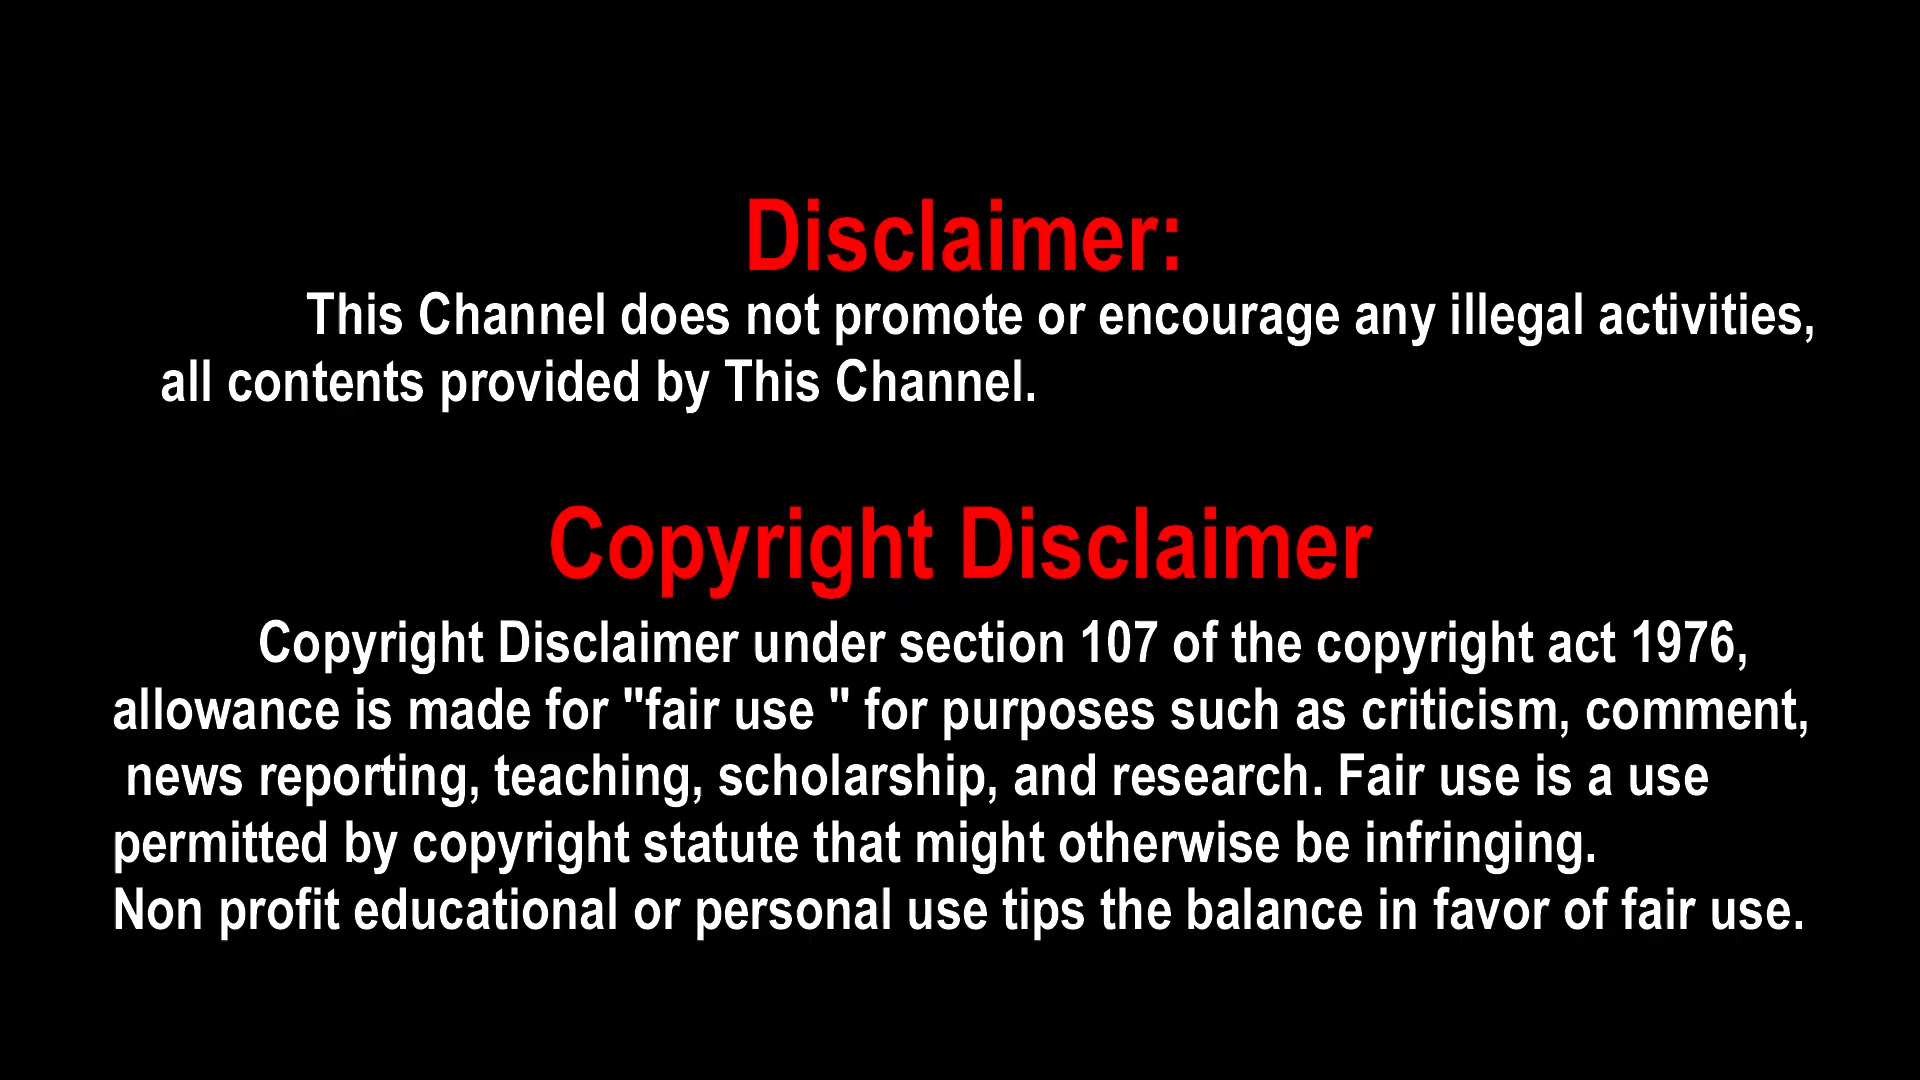 Disclaimer:
This Channel does not promote or encourage any illegal activities,
all contents provided by This Channel.
Copyright Disclaimer
Copyright Disclaimer under section 107 of the copyright act 1976,
allowance is made for "fair use " for purposes such as criticism, comment,
news reporting, teaching, scholarship, and research. Fair use is a use
permitted by copyright statute that might otherwise be infringing.
Non profit educational or personal use tips the balance in favor of fair use.